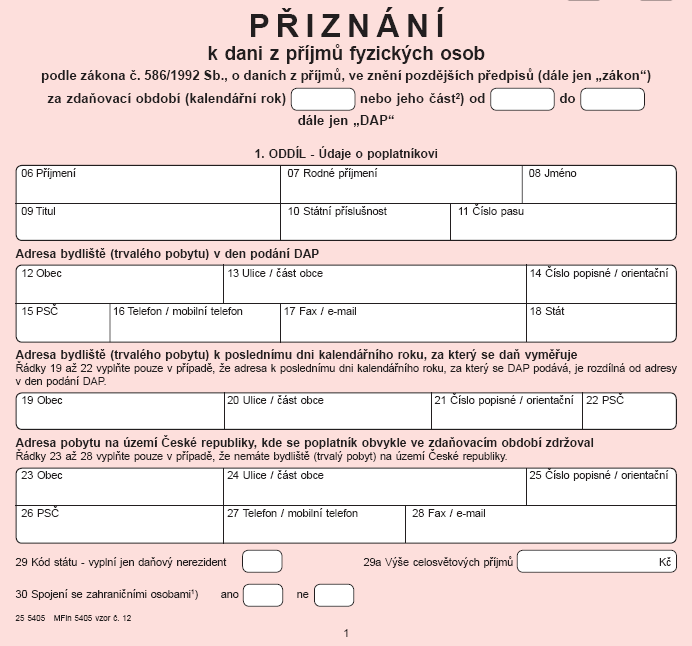 PŘIZNÁNÍ
k dani z příjmů fyzických osob
podle zákona č. 586/1992 Sb., o daních z příjmů, ve znění pozdějších předpisů (dále jen „zákon“)
za zdaňovací období (kalendářní rok) nebo jeho část²) od do
dále jen „DAP“
1. ODDÍL - Údaje o poplatníkovi
06 Příjmení 07 Rodné příjmení 08 Jméno
09 Titul 10 Státní příslušnost 11 Číslo pasu
Adresa bydliště (trvalého pobytu) v den podání DAP
12 Obec 13 Ulice / část obce 14 Číslo popisné / orientační
15 PSČ 16 Telefon / mobilní telefon 17 Fax / e-mail 18 Stát
Adresa bydliště (trvalého pobytu) k poslednímu dni kalendářního roku, za který se daň vyměřuje
Řádky 19 až 22 vyplňte pouze v případě, že adresa k poslednímu dni kalendářního roku, za který se DAP podává, je rozdílná od adresy
v den podání DAP.
19 Obec 20 Ulice / část obce 21 Číslo popisné / orientační 22 PSČ
Adresa pobytu na území České republiky, kde se poplatník obvykle ve zdaňovacím období zdržoval
Řádky 23 až 28 vyplňte pouze v případě, že nemáte bydliště (trvalý pobyt) na území České republiky.
23 Obec 24 Ulice / část obce 25 Číslo popisné / orientační
26 PSČ 27 Telefon / mobilní telefon 28 Fax / e-mail
29 Kód státu - vyplní jen daňový nerezident 29a Výše celosvětových příjmů Kč
30 Spojení se zahraničními osobami¹) ano ne
25 5405 MFin 5405 vzor č. 12
1